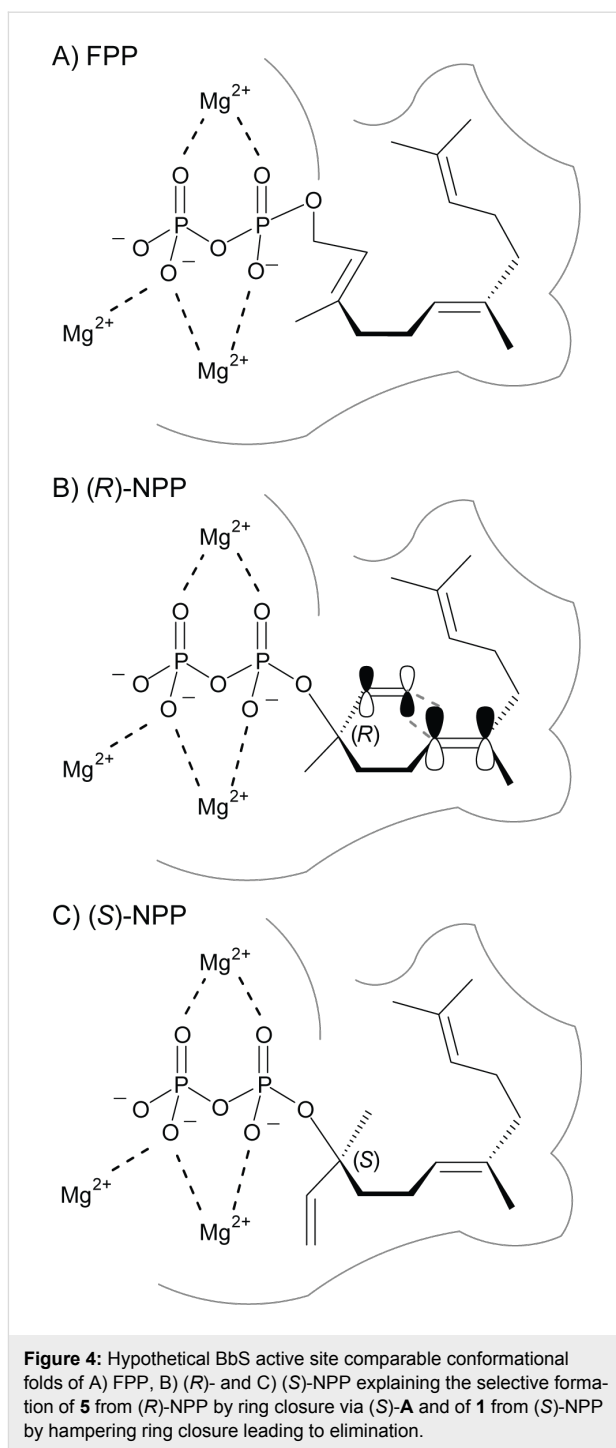 A) FPP
Mg2+
O O O
P P
– O O O– O–
Mg2+
Mg2+
B) (R)-NPP
Mg2+
O O
P P
– O O O
O– O–
(R)
Mg2+
Mg2+
C) (S)-NPP
Mg2+
O O
P P
– O O O
O– O–
(S)
Mg2+
Mg2+
Figure 4: Hypothetical BbS active site comparable conformational
folds of A) FPP, B) (R)- and C) (S)-NPP explaining the selective forma-
tion of 5 from (R)-NPP by ring closure via (S)-A and of 1 from (S)-NPP
by hampering ring closure leading to elimination.